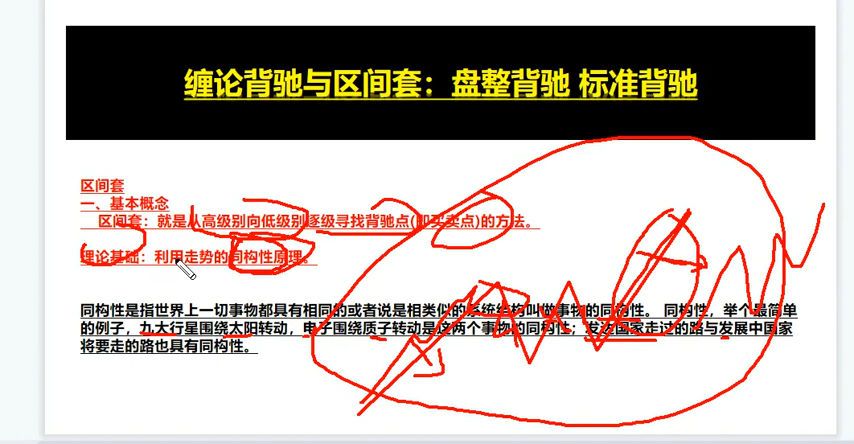 缠论背驰与区间套：盘整背驰 标准背驰
区间套
一、基本概念
区间套：就是从高级别向低级别逐级寻找背驰点(即买卖点)的方法。
理论基础：利用走势的同构性原理。
同构性是指世界上一切事物都具有相同的或者说是相类似的系统结构叫做事物的同构性。 同构性，举个最简单
的例子，九大行星围绕太阳转动，电子围绕质子转动是这两个事物的同构性；发达国家走过的路与发展中国家
将要走的路也具有同构性。